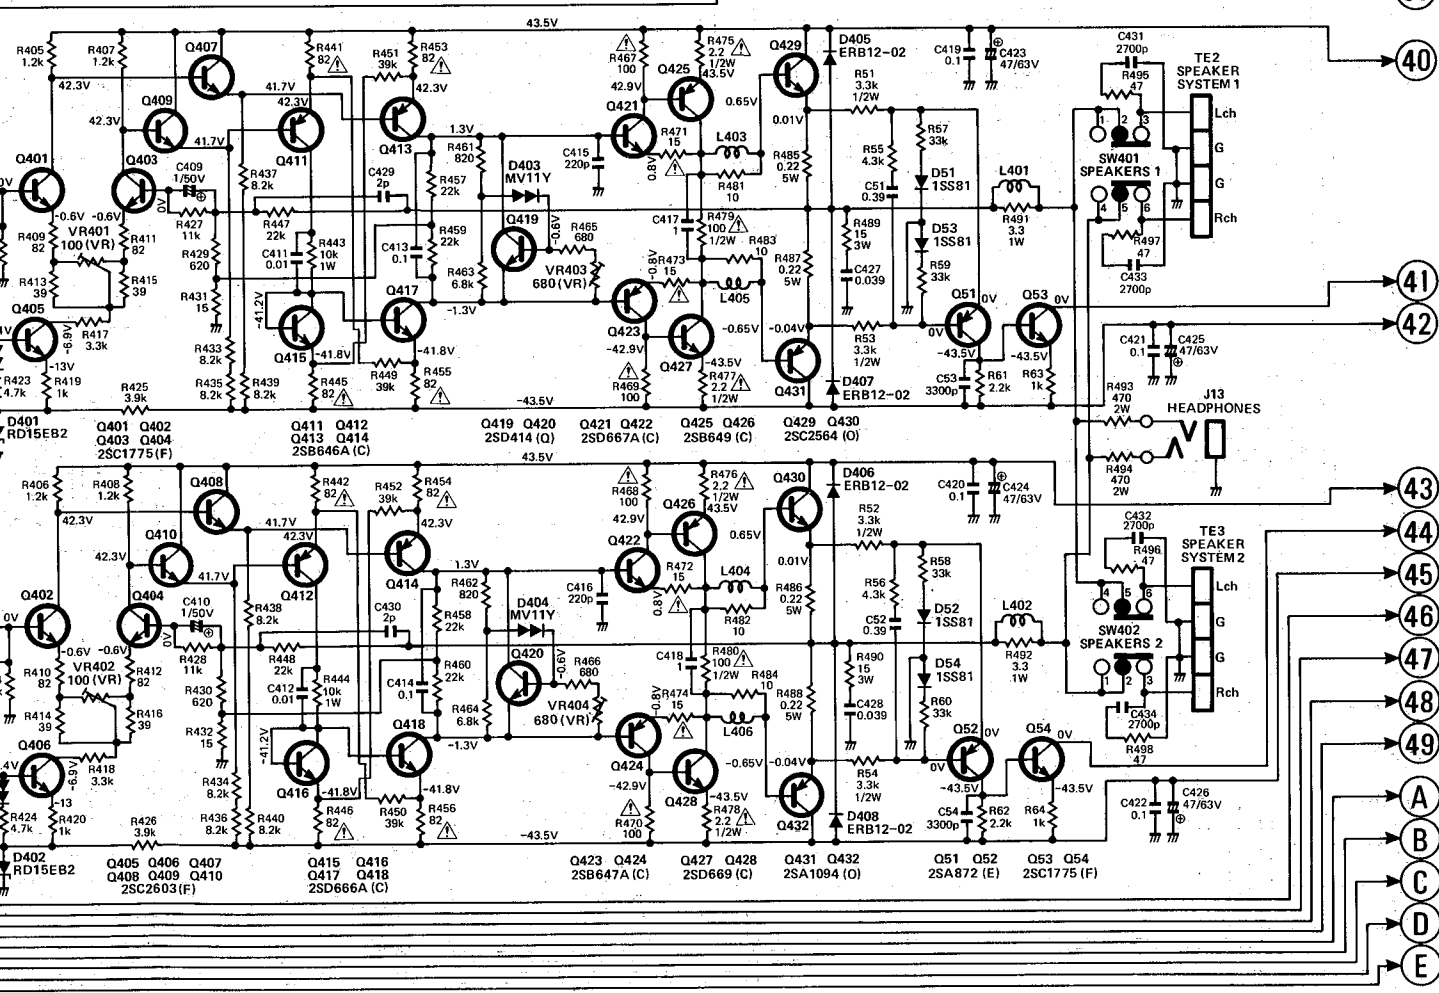 43.5V
R405 1.2k
R407 1.2k
Q407
R441 82
R451 39k
R453 82
R467 100
R475 2.2 1/2W
43.5V
Q425
Q429
D405 ERB12-02
C419 0.1
C423 47/63V
C431 2700p
R495 47
TE2 SPEAKER SYSTEM 1
40
42.3V
41.7V
42.3V
42.3V
42.9V
0.65V
R51 3.3k 1/2W
Lch
Q409
Q411
Q413
Q421
0.01V
42.3V
41.7V
1.3V
R461 820
C415 220p
R471 15
L403
R57 33k
1 2 3
G
Q401
Q403
C409 1/50V
R437 8.2k
C429 2p
R457 22k
D403 MV11Y
0.8V
R481 10
R485 0.22 5W
R55 4.3k
D51 1SS81
L401
SW401 SPEAKERS 1
G
0V
0V
Q419
C51 0.39
4 5 6
Rch
-0.6V
-0.6V
VR401 100(VR)
R427 11k
R447 22k
R409 82
R411 82
R429 620
C411 0.01
R443 10k 1W
C413 0.1
R459 22k
-0.6V
R465 680
C417 1
R479 100 1/2W
R483 10
R489 15 3W
D53 1SS81
R491 3.3 1W
R497 47
R413 39
R415 39
R431 15
R463 6.8k
VR403 680(VR)
-0.8V
R473 15
R487 0.22 5W
C427 0.039
R59 33k
C433 2700p
Q405
-41.2V
Q417
-1.3V
L405
Q51
0V
Q53
0V
41
-6.9V
R417 3.3k
Q415
Q423
-0.65V
-0.04V
0V
42
-13V
R433 8.2k
-41.8V
-41.8V
-42.9V
Q427
R53 3.3k 1/2W
-43.5V
-43.5V
C421 0.1
C425 47/63V
R423 4.7k
R419 1k
R425 3.9k
R435 8.2k
R439 8.2k
R445 82
R449 39k
R455 82
R469 100
-43.5V
R477 2.2 1/2W
Q431
D407 ERB12-02
C53 3300p
R61 2.2k
R63 1k
R493 470 2W
J13 HEADPHONES
-43.5V
D401 RD15EB2
Q401 Q402
Q403 Q404
2SC1775(F)
Q411 Q412
Q413 Q414
2SB646A(C)
Q419 Q420
2SD414(Q)
Q421 Q422
2SD667A(C)
Q425 Q426
2SB649(C)
Q429 Q430
2SC2564(O)
R494 470 2W
43.5V
R406 1.2k
R408 1.2k
Q408
R442 82
R452 39k
R454 82
R468 100
R476 2.2 1/2W
43.5V
Q426
Q430
D406 ERB12-02
C420 0.1
C424 47/63V
43
42.3V
41.7V
42.3V
42.3V
42.9V
0.65V
R52 3.3k 1/2W
C432 2700p
R496 47
TE3 SPEAKER SYSTEM 2
44
Q410
Q412
Q414
Q422
0.01V
42.3V
41.7V
1.3V
R462 820
C416 220p
R472 15
L404
R58 33k
Lch
45
Q402
Q404
C410 1/50V
R438 8.2k
C430 2p
R458 22k
D404 MV11Y
0.8V
R482 10
R486 0.22 5W
R56 4.3k
D52 1SS81
L402
4 5 6
46
0V
0V
Q420
C52 0.39
SW402 SPEAKERS 2
G
-0.6V
-0.6V
VR402 100(VR)
R428 11k
R448 22k
R410 82
R412 82
R430 620
C412 0.01
R444 10k 1W
C414 0.1
R460 22k
-0.6V
R466 680
C418 1
R480 100 1/2W
R484 10
R490 15 3W
D54 1SS81
R492 3.3 1W
1 2 3
G
47
R414 39
R416 39
R432 15
R464 6.8k
VR404 680(VR)
-0.8V
R474 15
R488 0.22 5W
C428 0.039
R60 33k
C434 2700p
Rch
48
Q406
-41.2V
Q418
-1.3V
L406
Q52
0V
Q54
0V
R498 47
49
-6.9V
R418 3.3k
Q416
Q424
-0.65V
-0.04V
0V
-13
R434 8.2k
-41.8V
-41.8V
-42.9V
Q428
R54 3.3k 1/2W
-43.5V
-43.5V
A
R424 4.7k
R420 1k
R426 3.9k
R436 8.2k
R440 8.2k
R446 82
R450 39k
R456 82
R470 100
-43.5V
R478 2.2 1/2W
Q432
D408 ERB12-02
C54 3300p
R62 2.2k
R64 1k
C422 0.1
C426 47/63V
-43.5V
B
D402 RD15EB2
Q405 Q406 Q407
Q408 Q409 Q410
2SC2603(F)
Q415 Q416
Q417 Q418
2SD666A(C)
Q423 Q424
2SB647A(C)
Q427 Q428
2SD669(C)
Q431 Q432
2SA1094(O)
Q51 Q52
2SA872(E)
Q53 Q54
2SC1775(F)
C
D
E